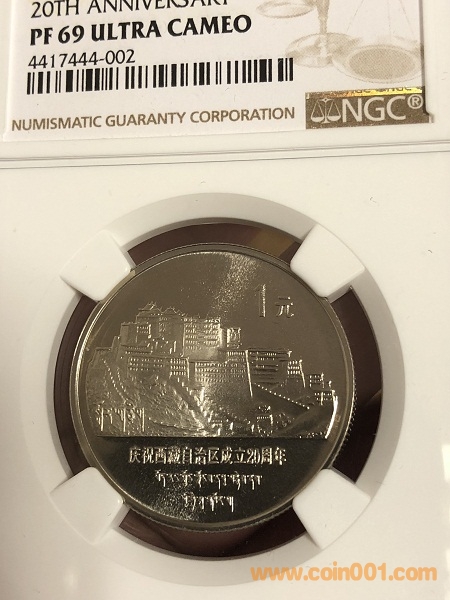 20TH ANNIVERSARY
PF 69 ULTRA CAMEO
4417444-002
NUMISMATIC GUARANTY CORPORATION
NGC®
1元
庆祝西藏自治区成立20周年
www.coin001.com